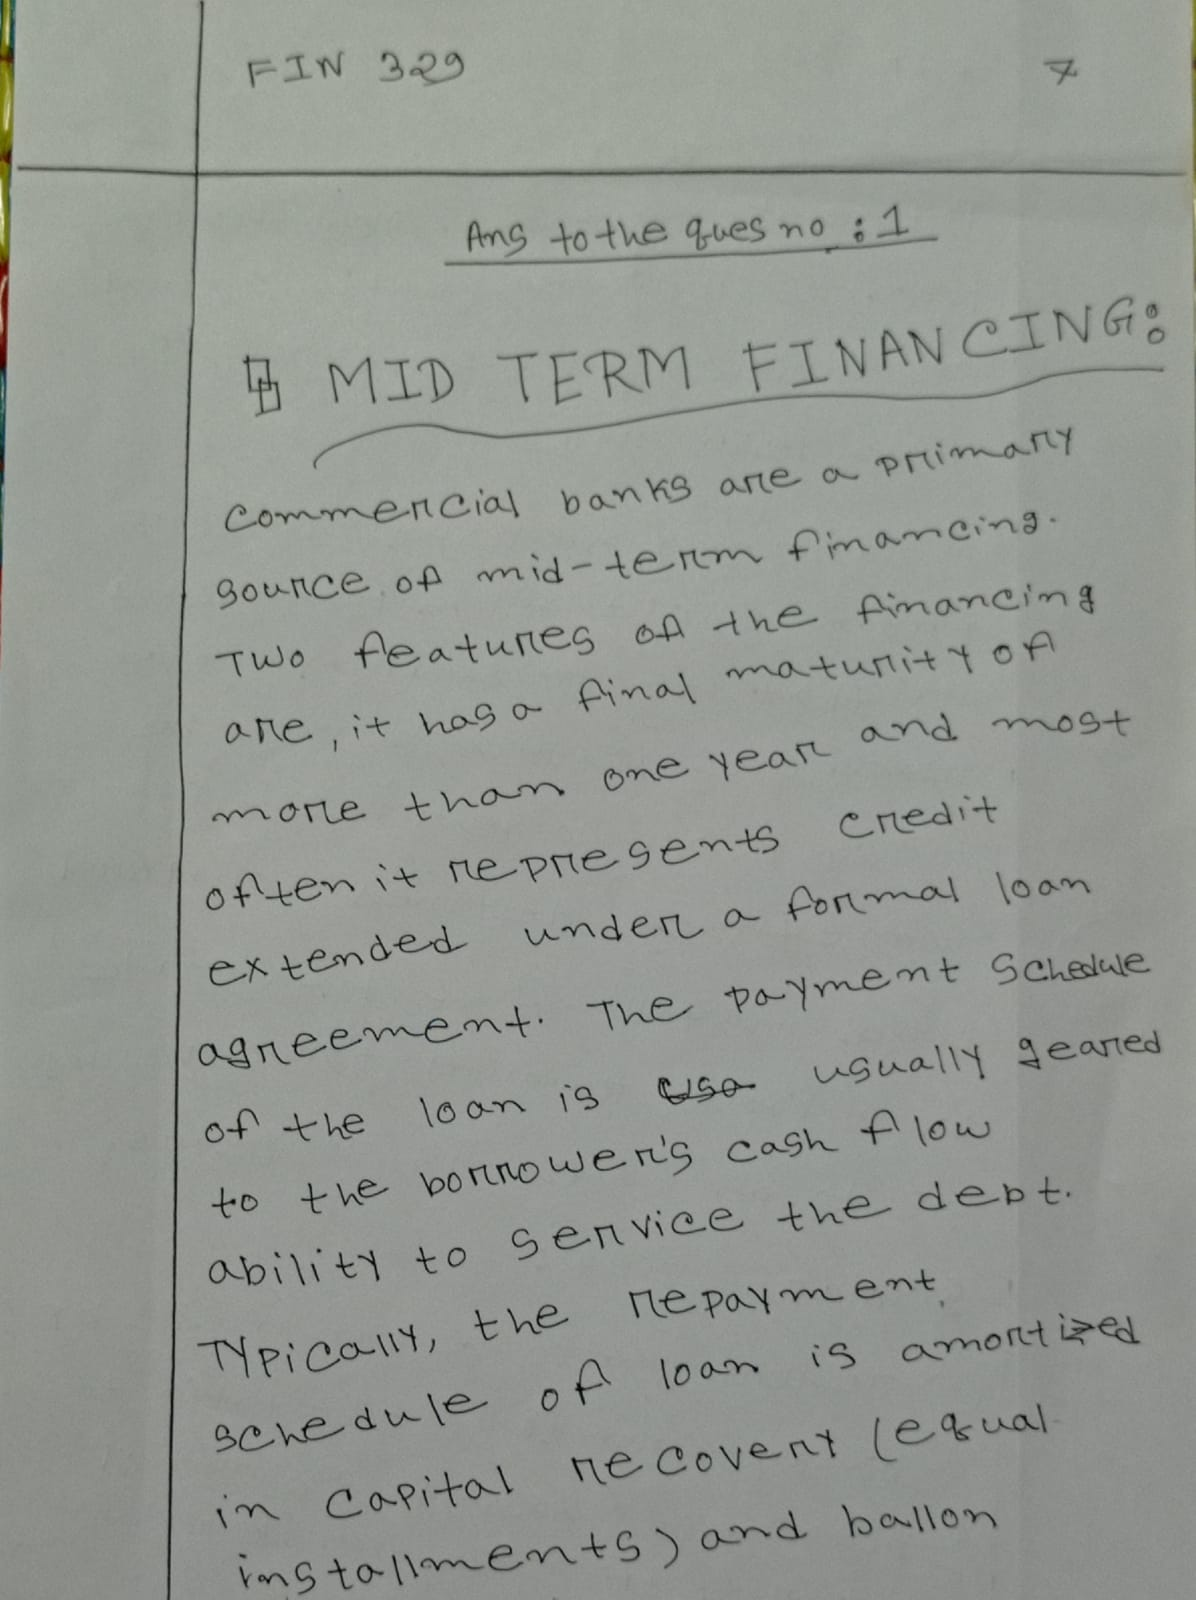 FIN 329
7
Ans to the ques no : 1
MID TERM FINANCING:
Commercial banks are a primary
source of mid-term financing.
Two features of the financing
are, it has a final maturity of
more than one year and most
often it represents credit
extended under a formal loan
agreement. The payment schedule
of the loan is usually geared
to the borrower's cash flow
ability to service the debt.
Typically, the repayment
schedule of loan is amortized
in capital recovery (equal
installments) and ballon